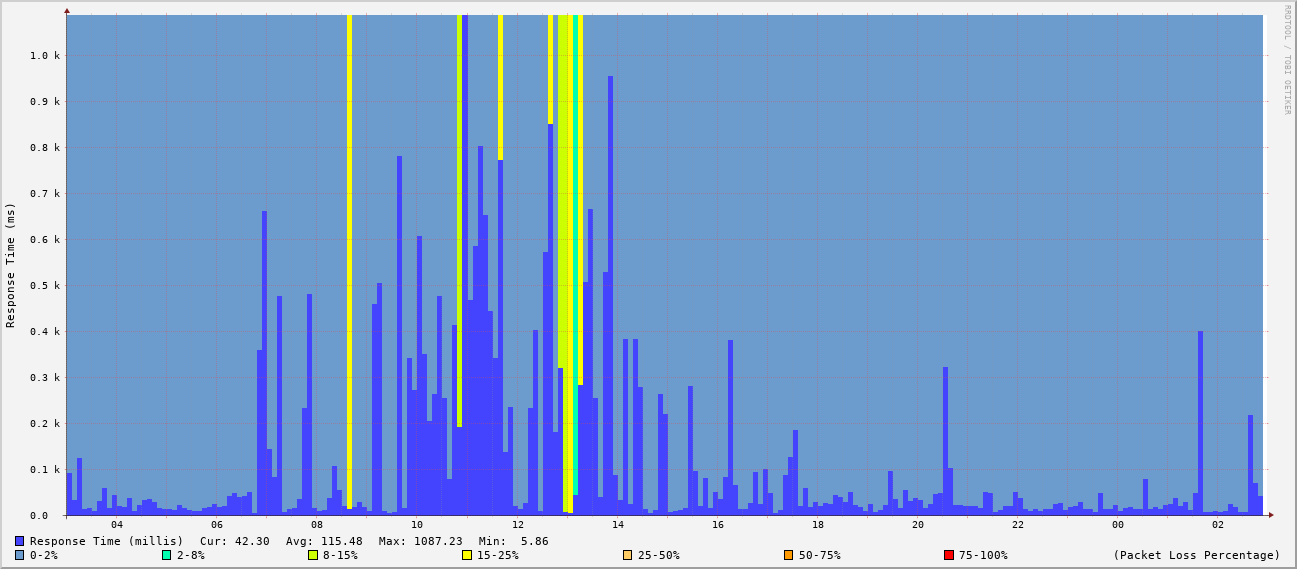 RRDTOOL / TOBI OETIKER
Response Time (ms)
1.0 k
0.9 k
0.8 k
0.7 k
0.6 k
0.5 k
0.4 k
0.3 k
0.2 k
0.1 k
0.0
04 06 08 10 12 14 16 18 20 22 00 02
Response Time (millis) Cur: 42.30 Avg: 115.48 Max: 1087.23 Min: 5.86
0-2% 2-8% 8-15% 15-25% 25-50% 50-75% 75-100% (Packet Loss Percentage)